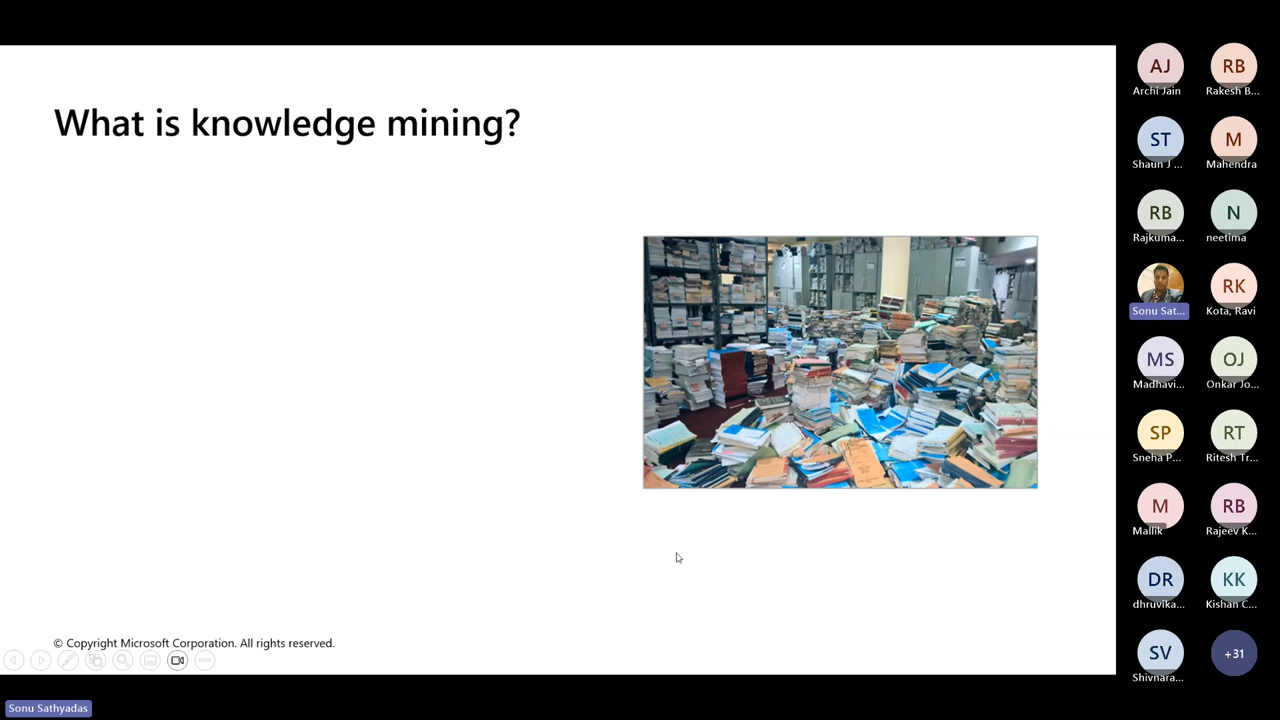 What is knowledge mining?
© Copyright Microsoft Corporation. All rights reserved.
Sonu Sathyadas
AJ
Archi Jain
RB
Rakesh B...
ST
Shaun J ...
M
Mahendra
RB
Rajkuma...
N
neetima
Sonu Sat...
RK
Kota, Ravi
MS
Madhavi...
OJ
Onkar Jo...
SP
Sneha P...
RT
Ritesh Tr...
M
Mallik
RB
Rajeev K...
DR
dhruvika...
KK
Kishan C...
SV
Shivnara...
+31